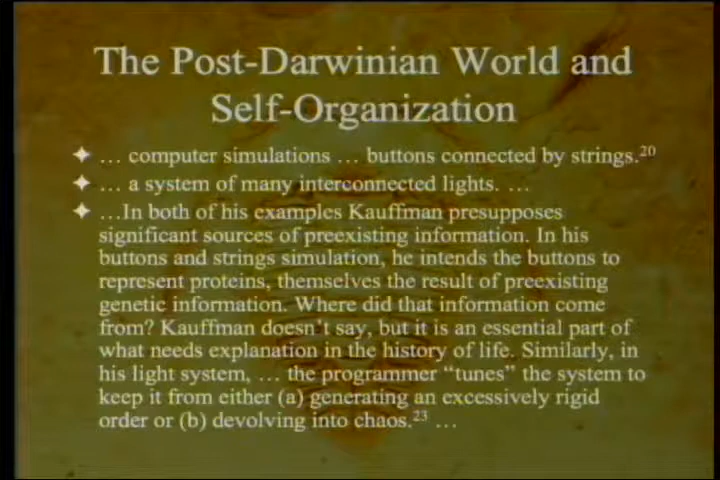 The Post-Darwinian World and
Self-Organization
… computer simulations … buttons connected by strings.20
… a system of many interconnected lights. …
…In both of his examples Kauffman presupposes
significant sources of preexisting information. In his
buttons and strings simulation, he intends the buttons to
represent proteins, themselves the result of preexisting
genetic information. Where did that information come
from? Kauffman doesn't say, but it is an essential part of
what needs explanation in the history of life. Similarly, in
his light system, … the programmer “tunes” the system to
keep it from either (a) generating an excessively rigid
order or (b) devolving into chaos.23 …